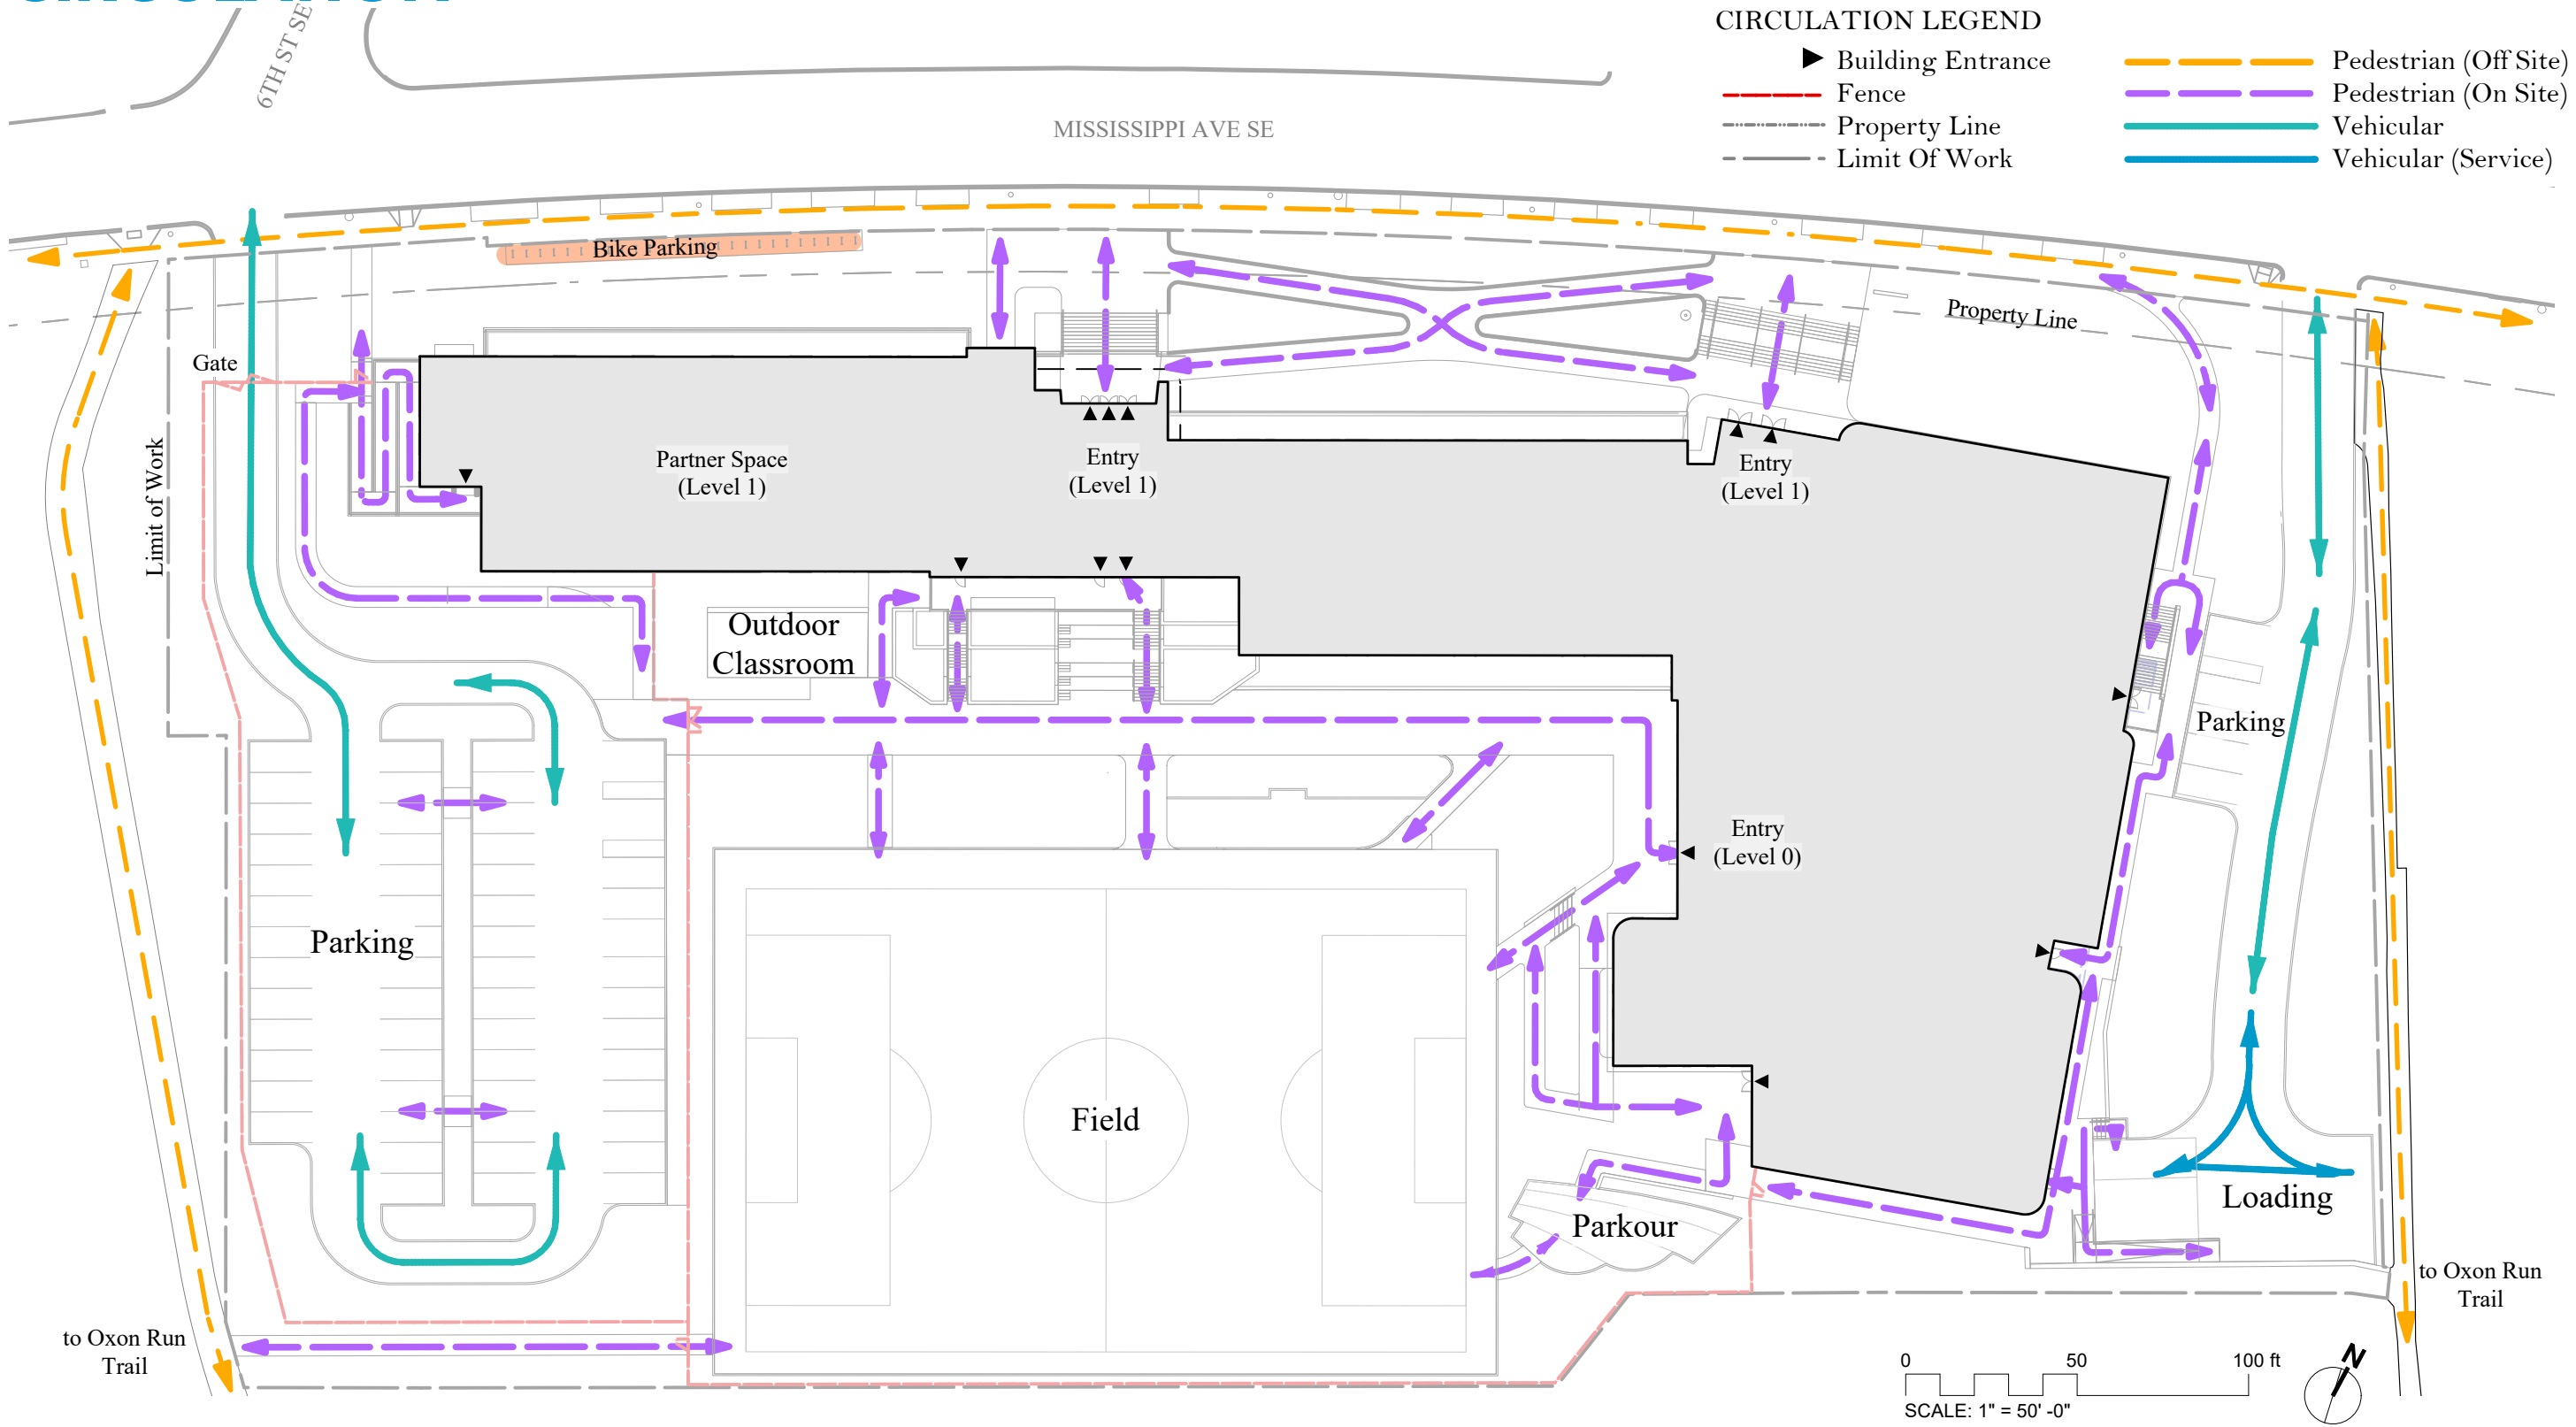 CIRCULATION
6TH ST SE
MISSISSIPPI AVE SE
CIRCULATION LEGEND
Building Entrance
Fence
Property Line
Limit Of Work
Pedestrian (Off Site)
Pedestrian (On Site)
Vehicular
Vehicular (Service)
Bike Parking
Property Line
Gate
Limit of Work
Partner Space
(Level 1)
Entry
(Level 1)
Entry
(Level 1)
Outdoor
Classroom
Parking
Entry
(Level 0)
Parking
Field
Parkour
Loading
to Oxon Run
Trail
to Oxon Run
Trail
0 50 100 ft
SCALE: 1" = 50' -0"
N